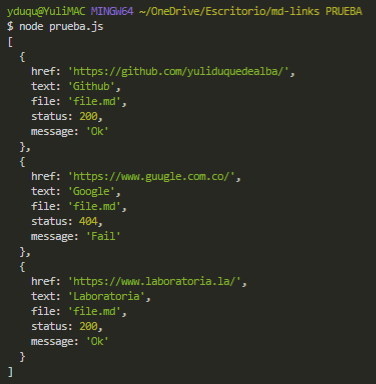 yduqu@YuliMAC MINGW64 ~/OneDrive/Escritorio/md-links PRUEBA
$ node prueba.js
[
  {
    href: 'https://github.com/yuliduquedealba/',
    text: 'Github',
    file: 'file.md',
    status: 200,
    message: 'Ok'
  },
  {
    href: 'https://www.guugle.com.co/',
    text: 'Google',
    file: 'file.md',
    status: 404,
    message: 'Fail'
  },
  {
    href: 'https://www.laboratoria.la/',
    text: 'Laboratoria',
    file: 'file.md',
    status: 200,
    message: 'Ok'
  }
]